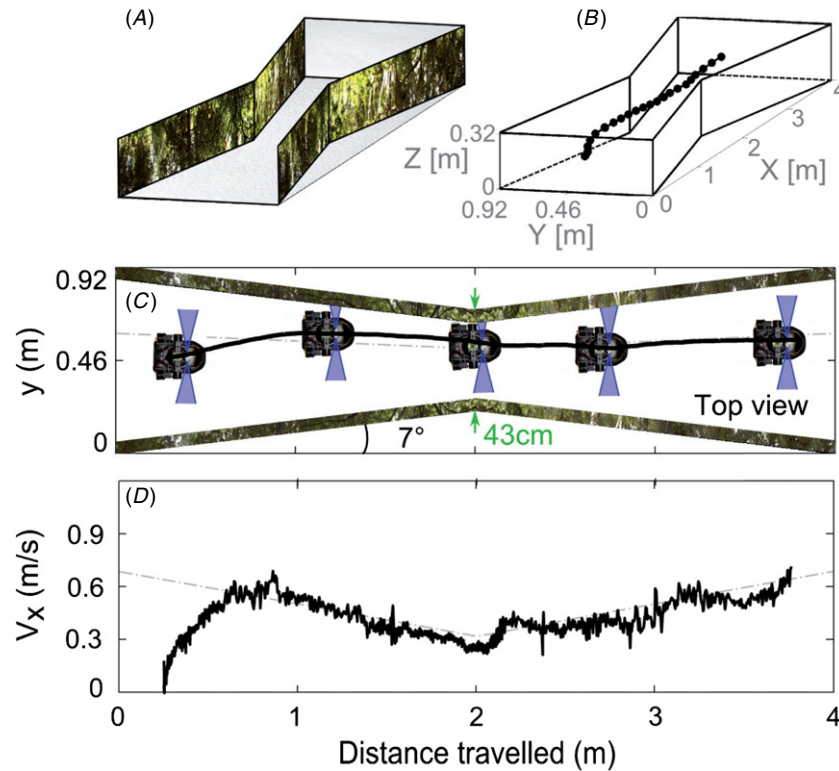 (A)
(B)
0.32
Z [m]
0
0.92
0.46
0
Y [m]
0
1
2
3
4
X [m]
(C)
0.92
0.46
0
y (m)
7°
43cm
Top view
(D)
0.9
0.6
0.3
0
Vx (m/s)
0
1
2
3
4
Distance travelled (m)